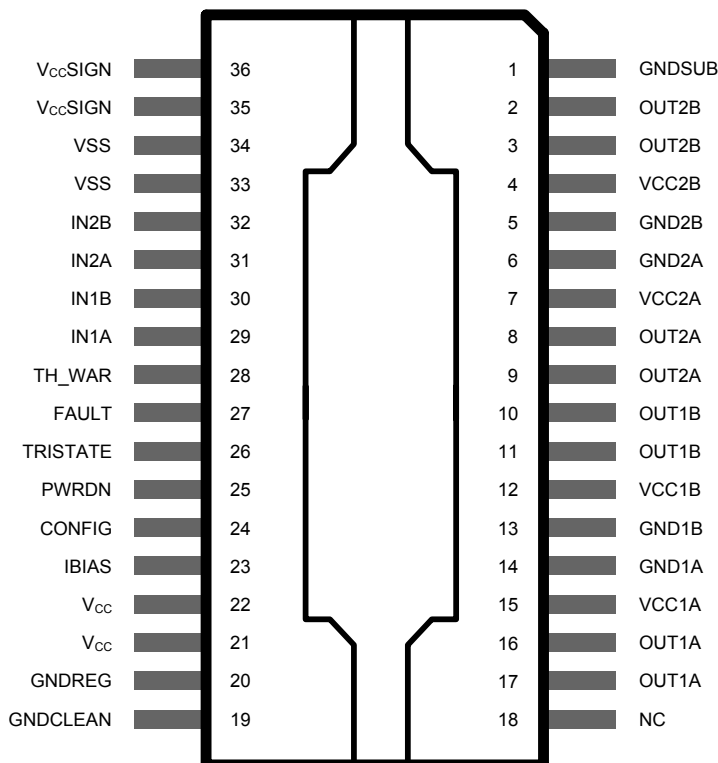 VCCSIGN 36 1 GNDSUB
VCCSIGN 35 2 OUT2B
VSS 34 3 OUT2B
VSS 33 4 VCC2B
IN2B 32 5 GND2B
IN2A 31 6 GND2A
IN1B 30 7 VCC2A
IN1A 29 8 OUT2A
TH_WAR 28 9 OUT2A
FAULT 27 10 OUT1B
TRISTATE 26 11 OUT1B
PWRDN 25 12 VCC1B
CONFIG 24 13 GND1B
IBIAS 23 14 GND1A
VCC 22 15 VCC1A
VCC 21 16 OUT1A
GNDREG 20 17 OUT1A
GNDCLEAN 19 18 NC